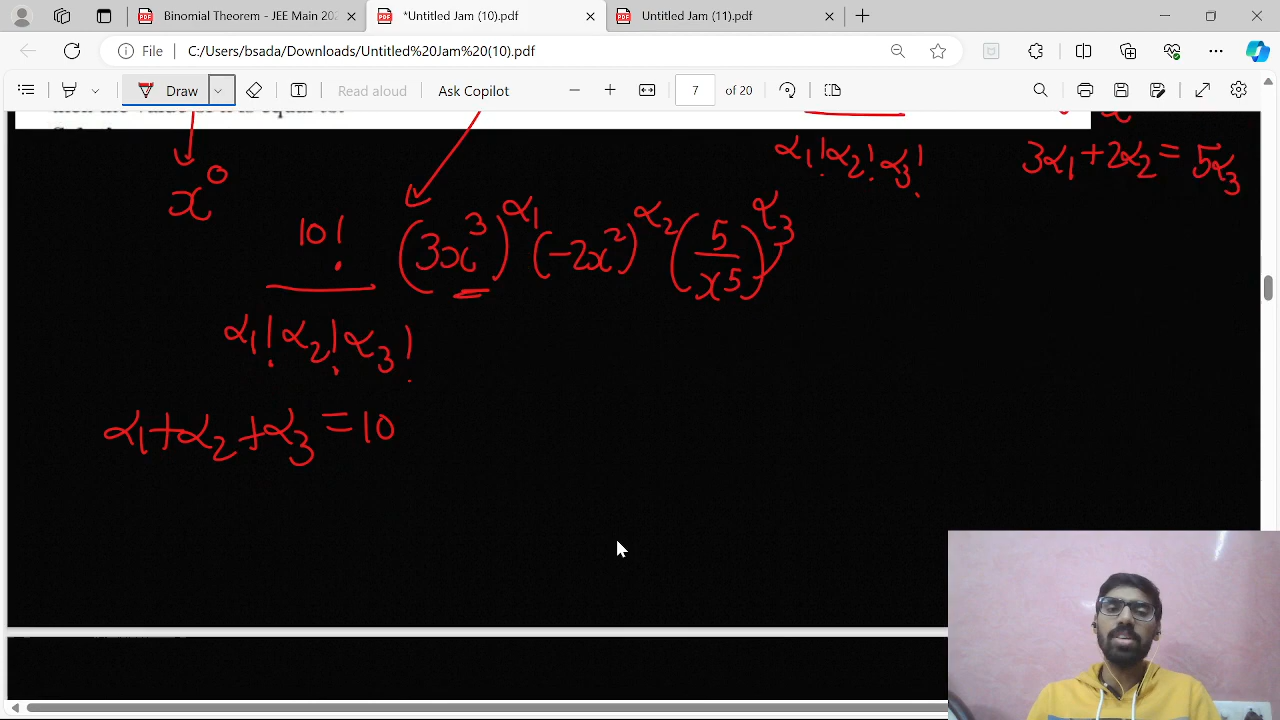 Binomial Theorem - JEE Main 202
*Untitled Jam (10).pdf
Untitled Jam (11).pdf
File
C:/Users/bsada/Downloads/Untitled%20Jam%20(10).pdf
Draw
Read aloud
Ask Copilot
7
of 20
α₁!α₂!α₃!
3α₁+2α₂=5α₃
x⁰
10! (3x³)^α₁ (-2x²)^α₂ (5/x⁵)^α₃
α₁!α₂!α₃!
α₁+α₂+α₃=10